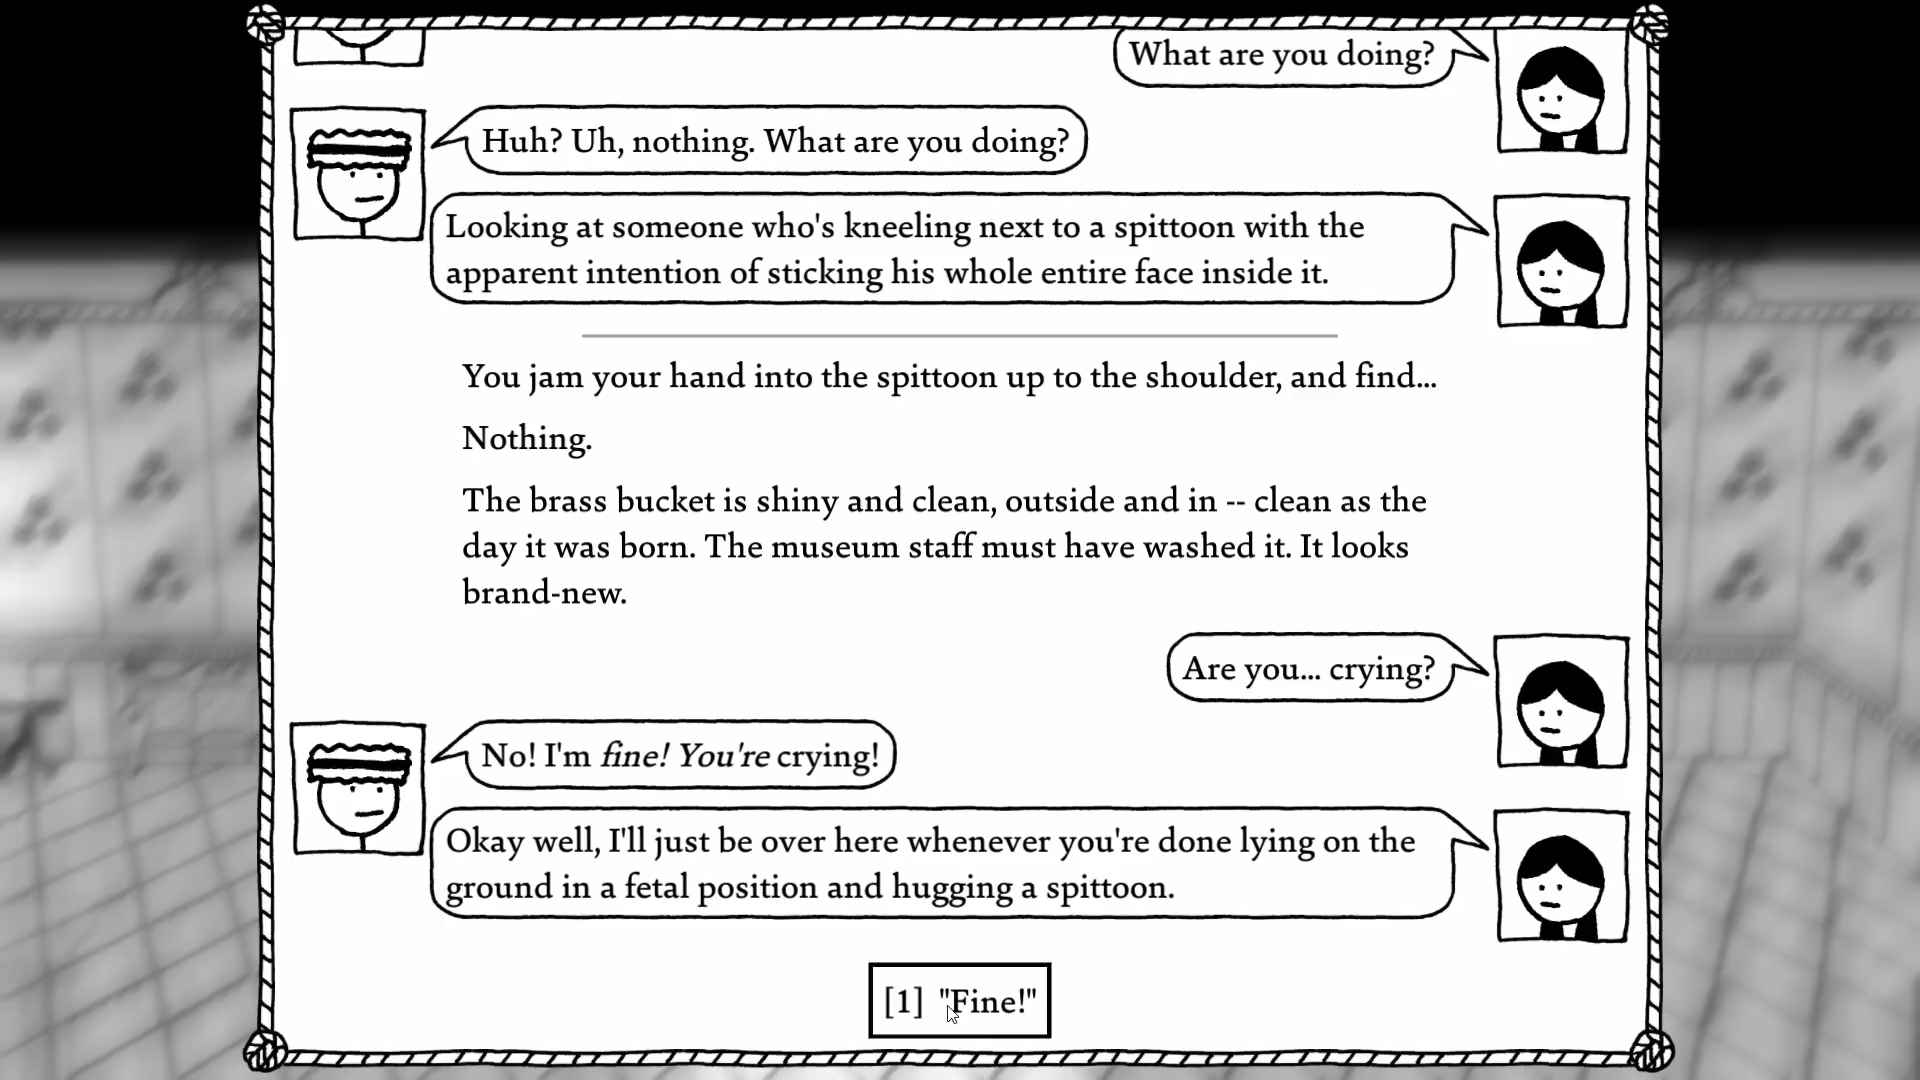 What are you doing?
Huh? Uh, nothing. What are you doing?
Looking at someone who's kneeling next to a spittoon with the
apparent intention of sticking his whole entire face inside it.
You jam your hand into the spittoon up to the shoulder, and find...
Nothing.
The brass bucket is shiny and clean, outside and in -- clean as the
day it was born. The museum staff must have washed it. It looks
brand-new.
Are you... crying?
No! I'm fine! You're crying!
Okay well, I'll just be over here whenever you're done lying on the
ground in a fetal position and hugging a spittoon.
[1] "Fine!"